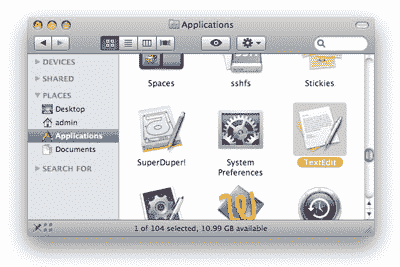 Applications
DEVICES
SHARED
PLACES
Desktop
admin
Applications
Documents
SEARCH FOR
Spaces
sshfs
Stickies
SuperDuper!
System
Preferences
TextEdit
1 of 104 selected, 10.99 GB available